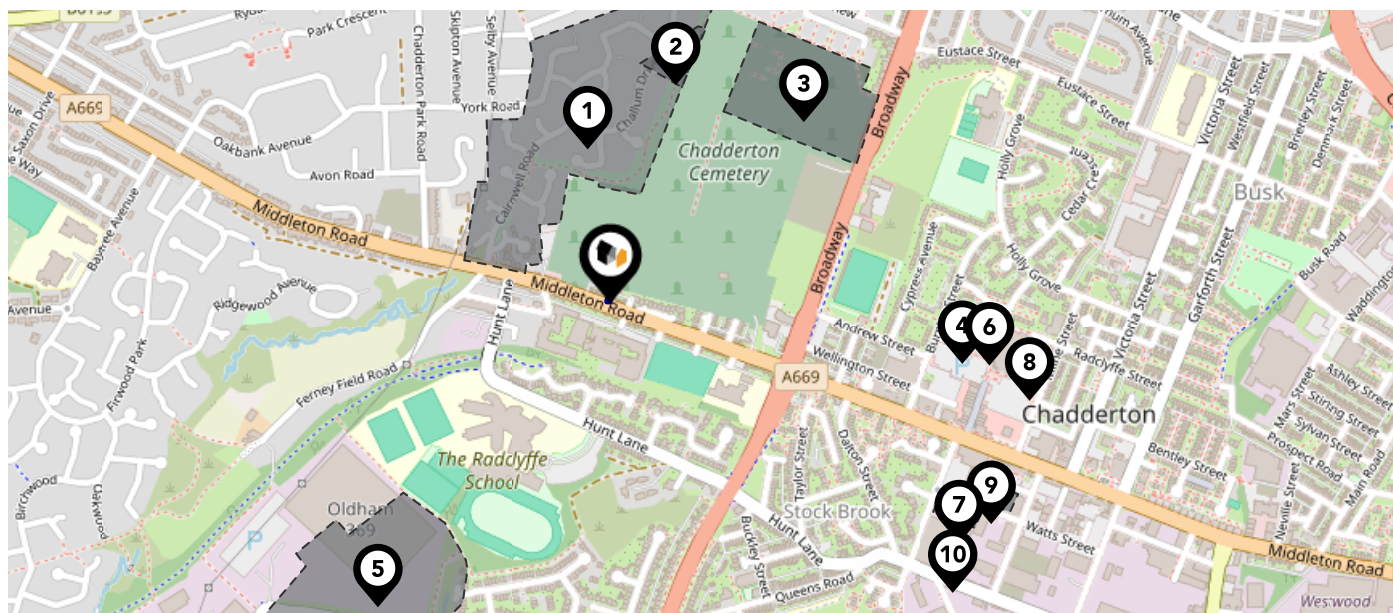 Park Crescent
Chadderton Park Road
Skipton Avenue
Selby Avenue
A669
Saxon Drive
York Road
Oakbank Avenue
Avon Road
Baytree Avenue
Middleton Road
1
2
3
Challum Dr
Cairnwell Road
Chadderton
Cemetery
Broadway
Eustace Street
Eustace Street
Victoria Street
Westfield Street
Brierley Street
Denmark Street
Holly Grove
Cedar Cres
Busk
Busk Road
Garforth Street
Waddington
Holly Grove
Cypress Avenue
Broadway
Avenue
Ridgewood Avenue
Hunt Lane
Middleton Road
Andrew Street
Wellington Street
4
6
8
Radclyffe Street
Victoria Street
A669
Chadderton
Firwood Park
Ferney Field Road
Hunt Lane
Ashley Street
Stirling Street
Sylvan Street
Mars Street
Prospect Road
Main Road
Bentley Street
The Radclyffe
School
Taylor Street
Dalton Street
Birchwood
Oakwood
Oldham
369
Stock Brook
7
9
Neville Street
Watts Street
Buckley Street
Hunt Lane
Middleton Road
5
10
Queens Road
Westwood